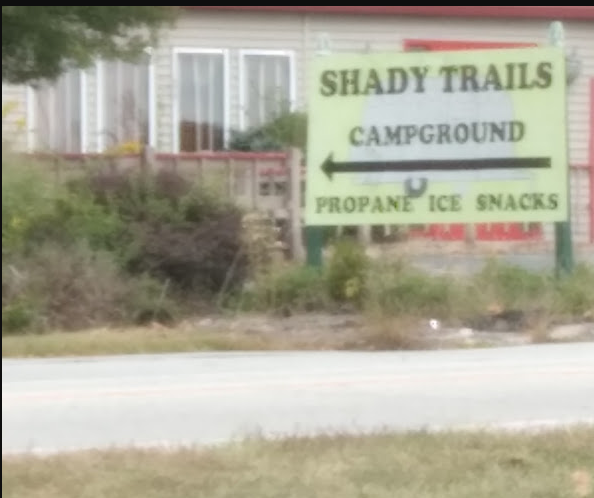 SHADY TRAILS
CAMPGROUND
PROPANE ICE SNACKS